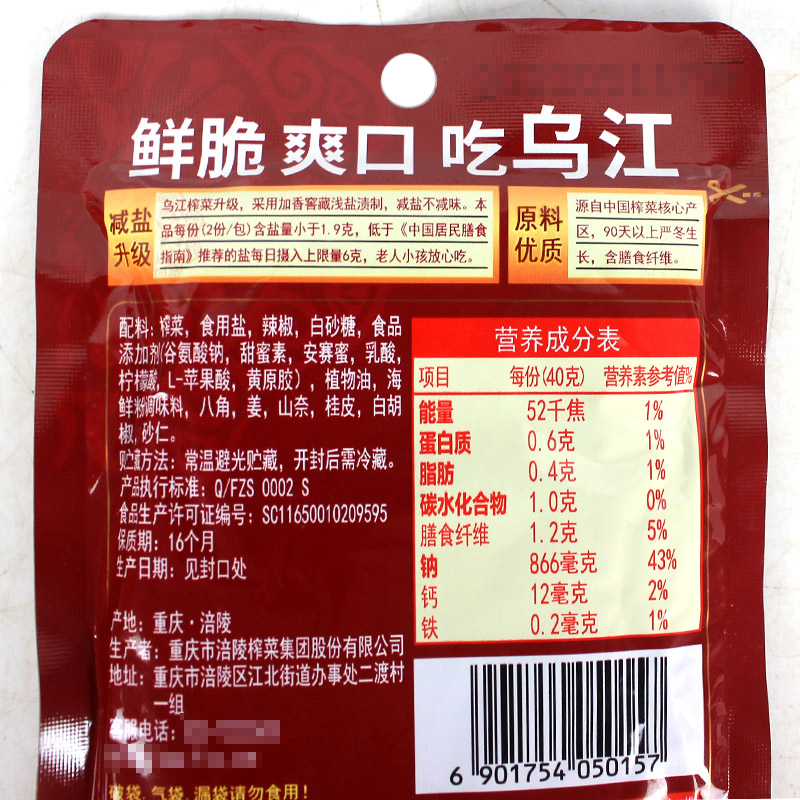 鲜脆 爽口 吃乌江
减盐
升级
乌江榨菜升级，采用加香窖藏浅盐渍制，减盐不减味。本
品每份(2份/包)含盐量小于1.9克，低于《中国居民膳食
指南》推荐的盐每日摄入上限量6克，老人小孩放心吃。
原料
优质
源自中国榨菜核心产
区，90天以上严冬生
长，含膳食纤维。
配料：榨菜，食用盐，辣椒，白砂糖，食品
添加剂(谷氨酸钠，甜蜜素，安赛蜜，乳酸，
柠檬酸，L-苹果酸，黄原胶），植物油，海
鲜粉调味料，八角，姜，山奈，桂皮，白胡
椒，砂仁。
贮藏方法：常温避光贮藏，开封后需冷藏。
产品执行标准：Q/FZS 0002 S
食品生产许可证编号：SC11650010209595
保质期：16个月
生产日期：见封口处
产地：重庆·涪陵
生产者：重庆市涪陵榨菜集团股份有限公司
地址：重庆市涪陵区江北街道办事处二渡村
一组
客服电话：
破袋，气袋，漏袋请勿食用！
营养成分表
项目 每份(40克) 营养素参考值%
能量 52千焦 1%
蛋白质 0.6克 1%
脂肪 0.4克 1%
碳水化合物 1.0克 0%
膳食纤维 1.2克 5%
钠 866毫克 43%
钙 12毫克 2%
铁 0.2毫克 1%
6 901754 050157